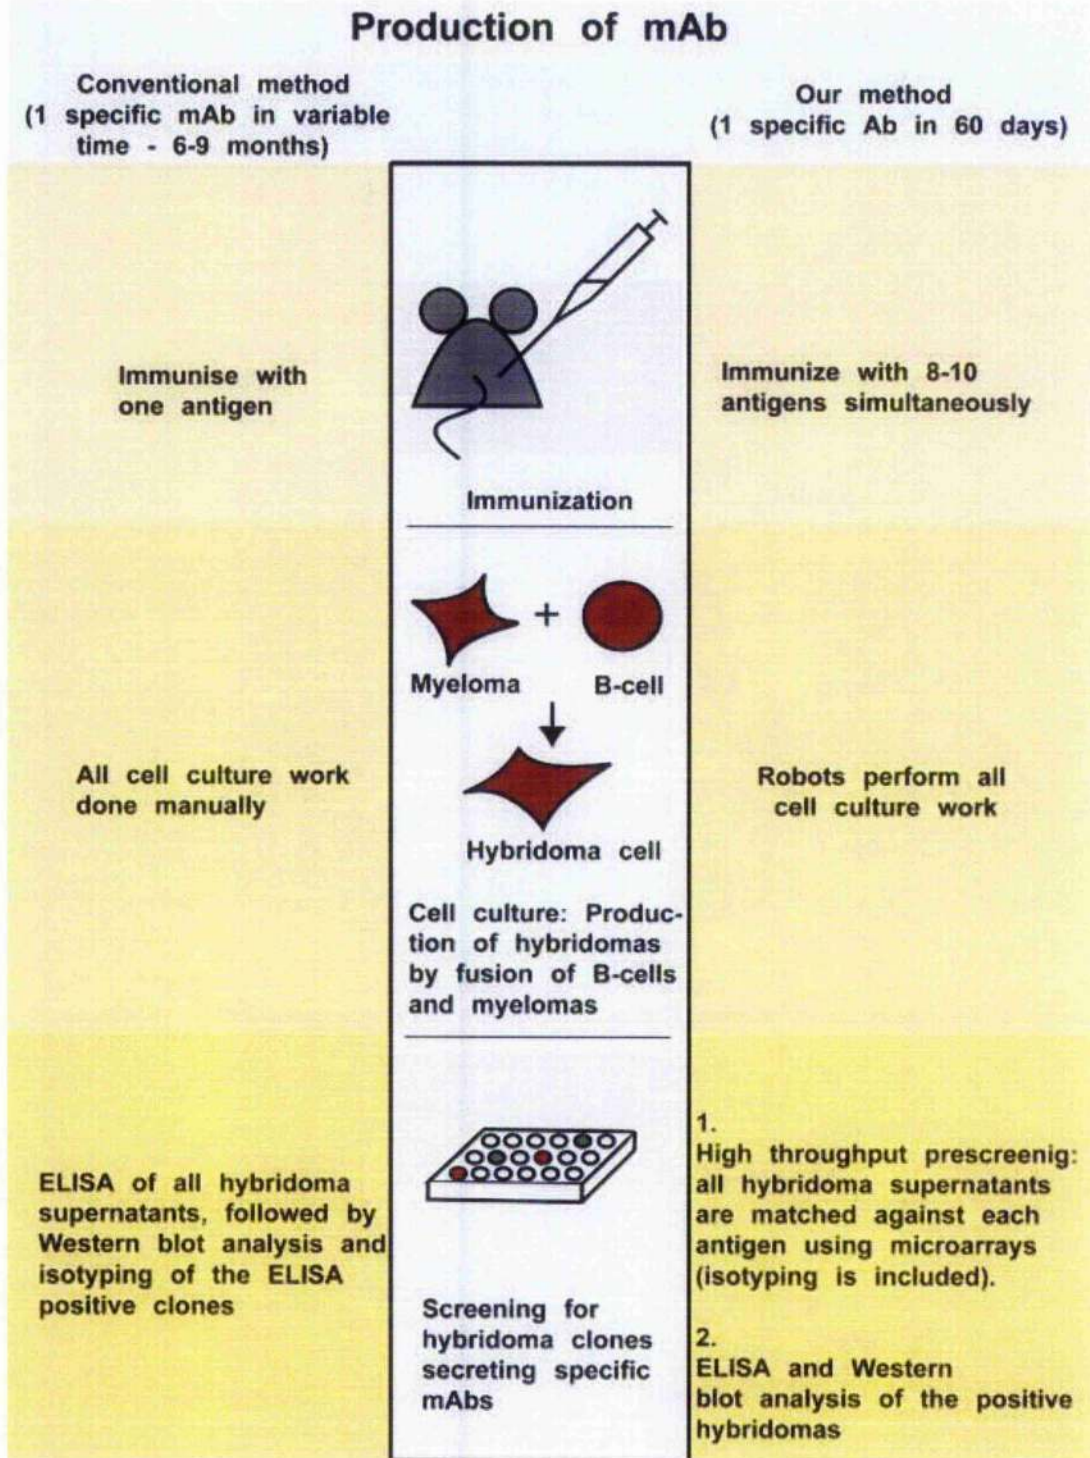 Production of mAb
Conventional method
(1 specific mAb in variable
time - 6-9 months)
Our method
(1 specific Ab in 60 days)
Immunise with
one antigen
Immunization
Immunize with 8-10
antigens simultaneously
All cell culture work
done manually
Myeloma + B-cell
Hybridoma cell
Cell culture: Produc-
tion of hybridomas
by fusion of B-cells
and myelomas
Robots perform all
cell culture work
ELISA of all hybridoma
supernatants, followed by
Western blot analysis and
isotyping of the ELISA
positive clones
Screening for
hybridoma clones
secreting specific
mAbs
1.
High throughput prescreenig:
all hybridoma supernatants
are matched against each
antigen using microarrays
(isotyping is included).
2.
ELISA and Western
blot analysis of the positive
hybridomas